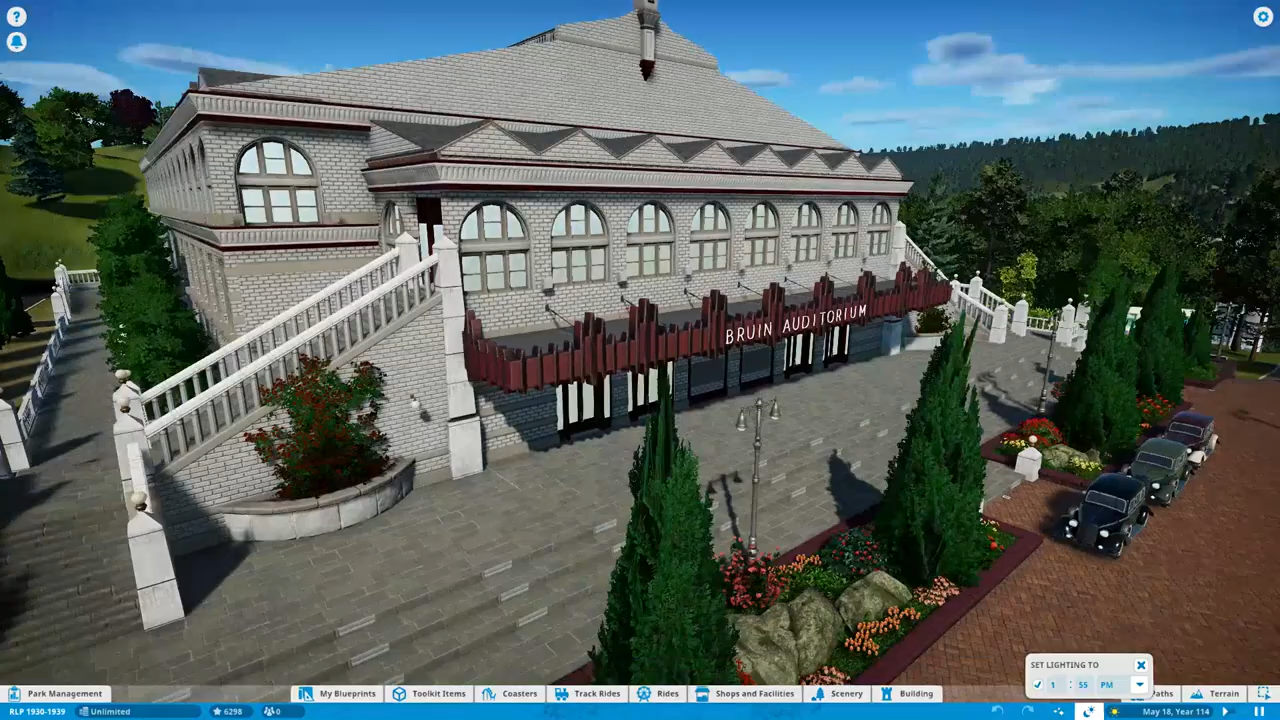 ?
BRUIN AUDITORIUM
SET LIGHTING TO
1 : 55 PM
Park Management
My Blueprints
Toolkit Items
Coasters
Track Rides
Rides
Shops and Facilities
Scenery
Building
Paths
Terrain
RLP 1930-1939
Unlimited
6298
0
May 18, Year 114